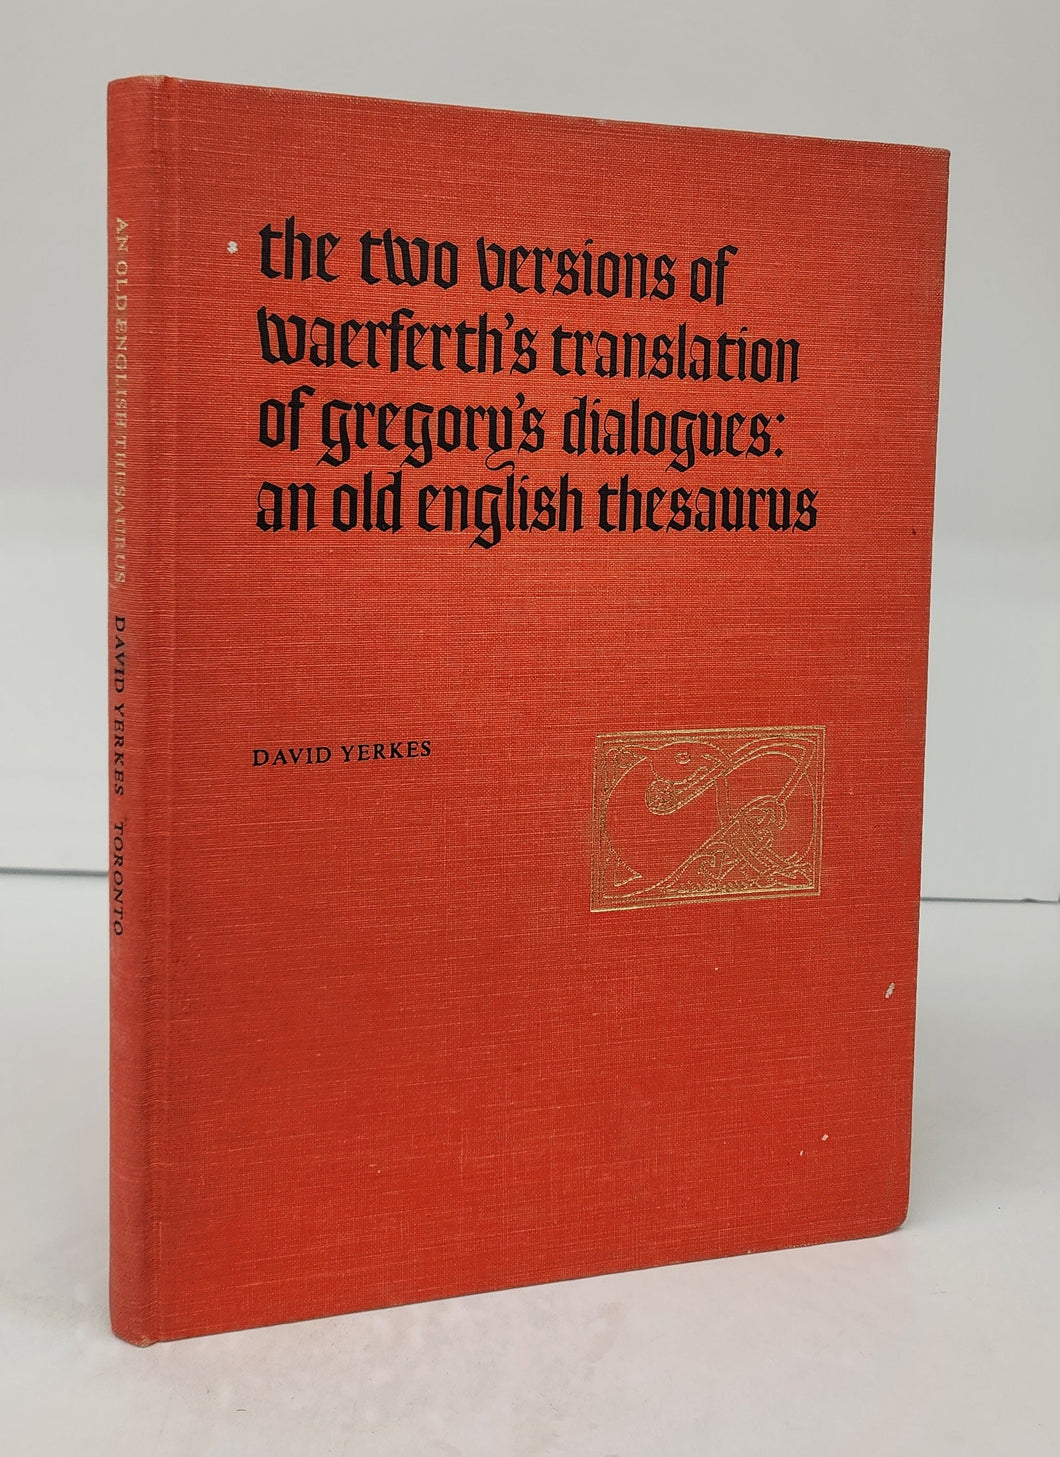 the two versions of
waerferth's translation
of gregory's dialogues:
an old english thesaurus
DAVID YERKES
AN OLD ENGLISH THESAURUS, DAVID YERKES TORONTO